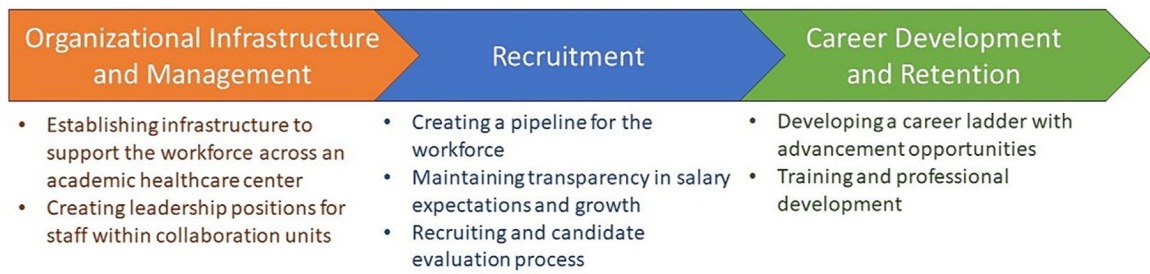 Organizational Infrastructure
and Management
Recruitment
Career Development
and Retention
• Establishing infrastructure to
support the workforce across an
academic healthcare center
• Creating leadership positions for
staff within collaboration units
• Creating a pipeline for the
workforce
• Maintaining transparency in salary
expectations and growth
• Recruiting and candidate
evaluation process
• Developing a career ladder with
advancement opportunities
• Training and professional
development